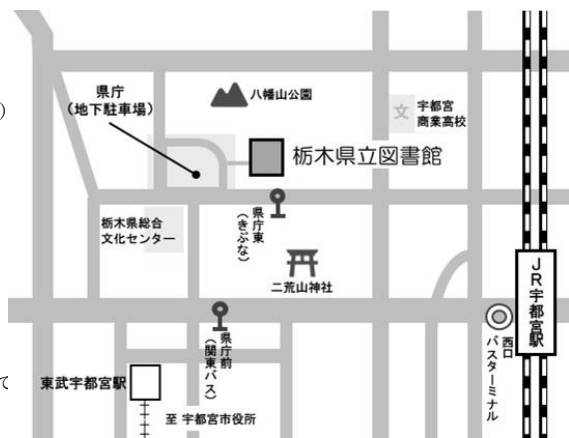 県庁
(地下駐車場)
八幡山公園
文
宇都宮
商業高校
)
栃木県立図書館
栃木県総合
文化センター
県庁東
(きぶな)
二荒山神社
JR宇都宮駅
県庁前
(関東バス)
西口
バスターミナル
て
東武宇都宮駅
至 宇都宮市役所